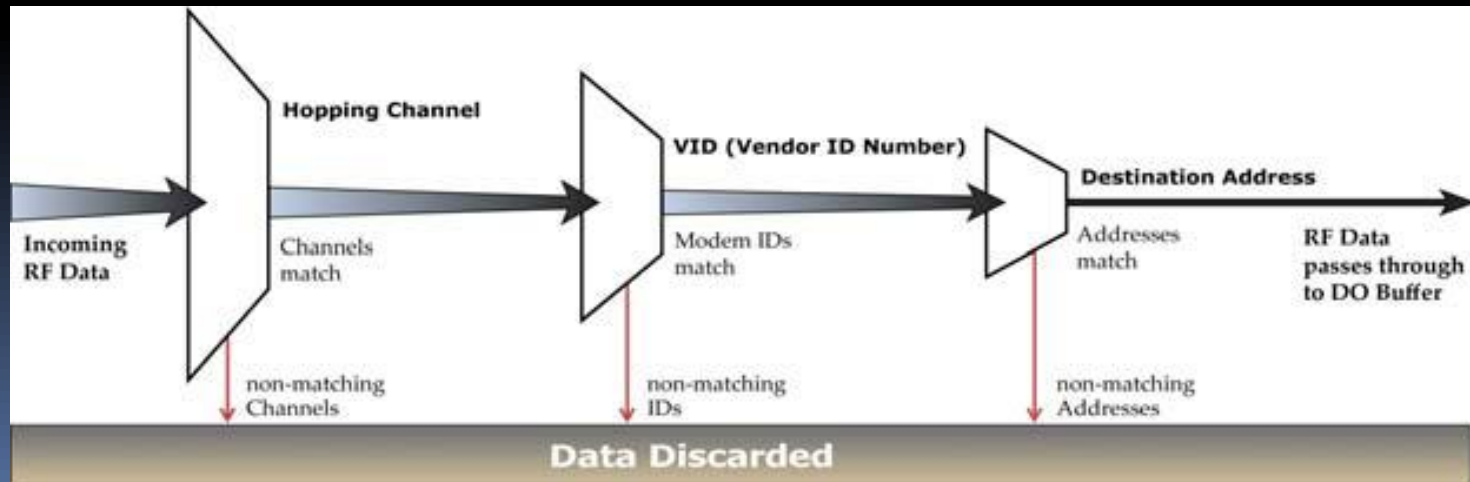 Hopping Channel
VID (Vendor ID Number)
Destination Address
Incoming
RF Data
Channels
match
Modem IDs
match
Addresses
match
RF Data
passes through
to DO Buffer
non-matching
Channels
non-matching
IDs
non-matching
Addresses
Data Discarded